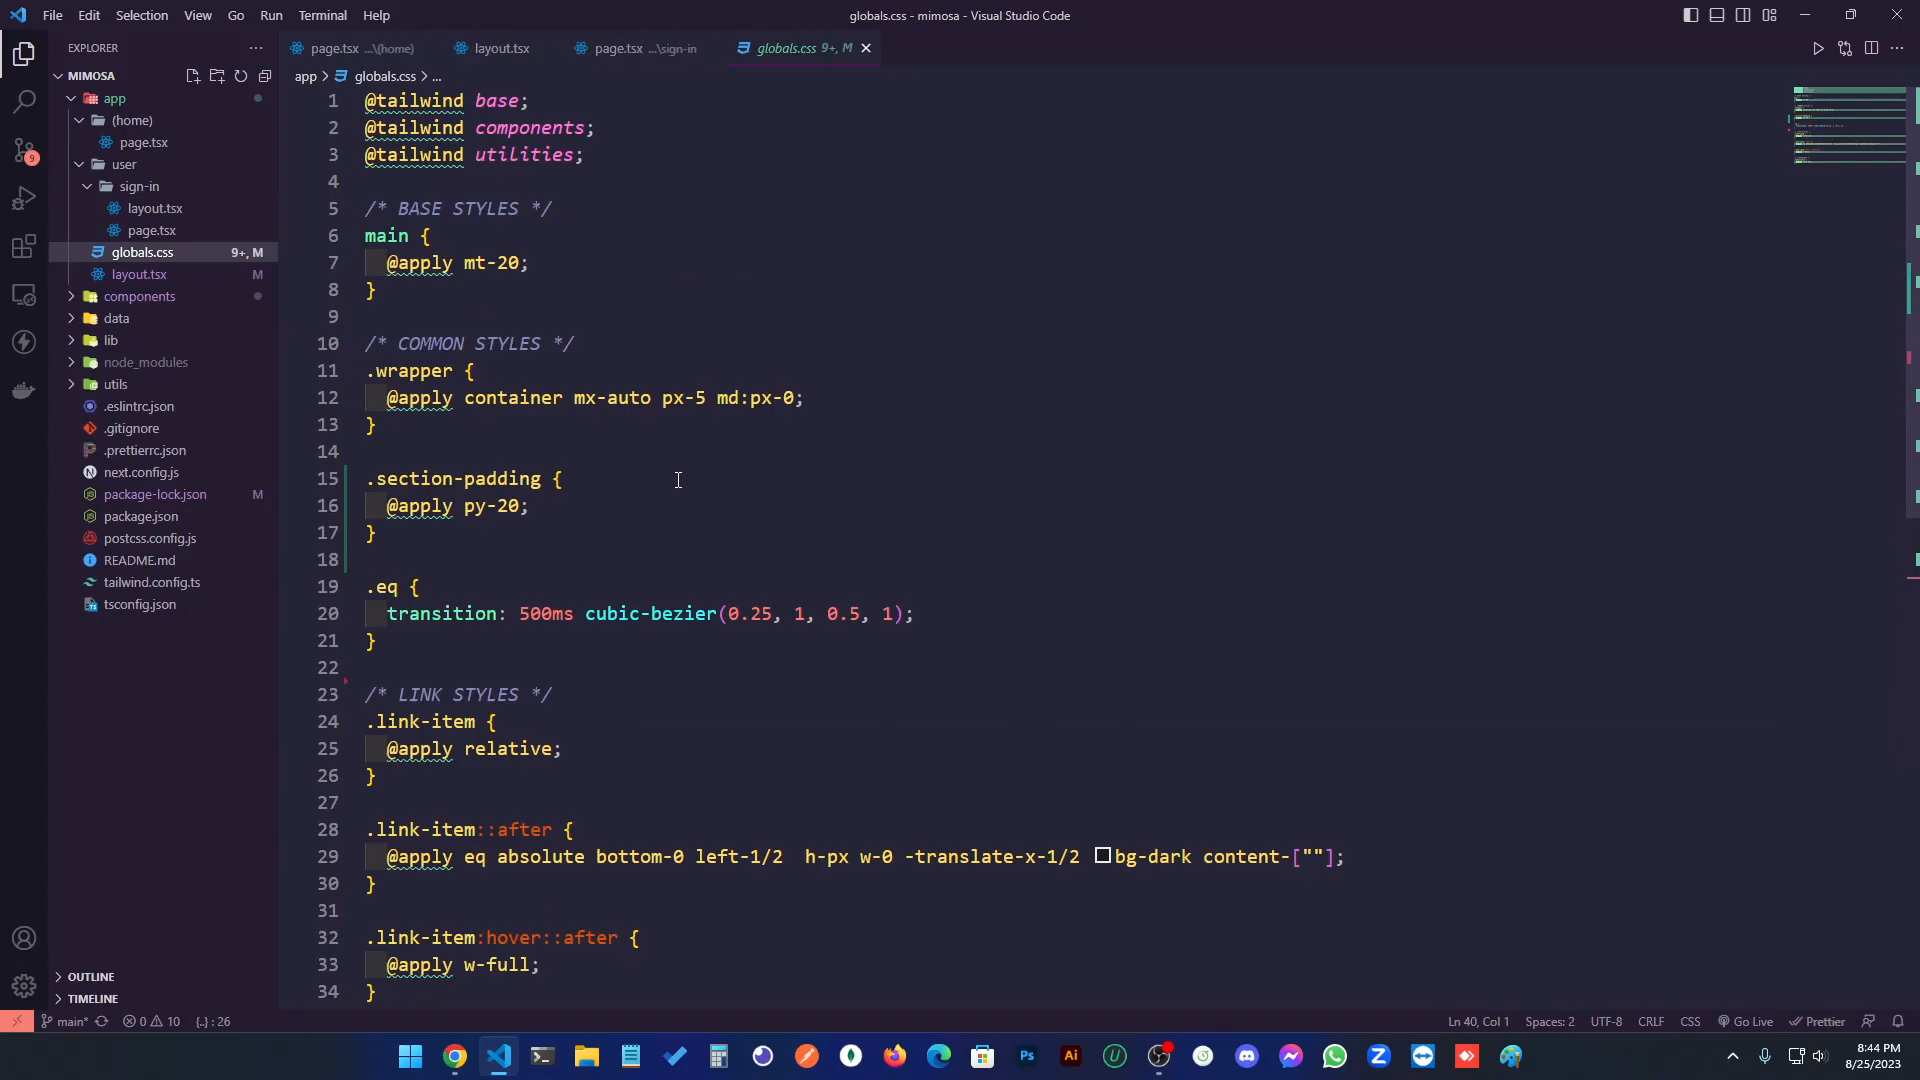 File Edit Selection View Go Run Terminal Help
globals.css - mimosa - Visual Studio Code
EXPLORER
MIMOSA
app
(home)
page.tsx
user
sign-in
layout.tsx
page.tsx
globals.css 9+, M
layout.tsx M
components
data
lib
node_modules
utils
.eslintrc.json
.gitignore
.prettierrc.json
next.config.js
package-lock.json M
package.json
postcss.config.js
README.md
tailwind.config.ts
tsconfig.json
OUTLINE
TIMELINE
page.tsx ...\(home) layout.tsx page.tsx ...\sign-in globals.css 9+, M
app > globals.css > ...
1 @tailwind base;
2 @tailwind components;
3 @tailwind utilities;
4
5 /* BASE STYLES */
6 main {
7 @apply mt-20;
8 }
9
10 /* COMMON STYLES */
11 .wrapper {
12 @apply container mx-auto px-5 md:px-0;
13 }
14
15 .section-padding {
16 @apply py-20;
17 }
18
19 .eq {
20 transition: 500ms cubic-bezier(0.25, 1, 0.5, 1);
21 }
22
23 /* LINK STYLES */
24 .link-item {
25 @apply relative;
26 }
27
28 .link-item::after {
29 @apply eq absolute bottom-0 left-1/2  h-px w-0 -translate-x-1/2 bg-dark content-[""];
30 }
31
32 .link-item:hover::after {
33 @apply w-full;
34 }
9
main* 0 10 {..} : 26
Ln 40, Col 1 Spaces: 2 UTF-8 CRLF CSS Go Live Prettier
Ps Ai U Z
8:44 PM
8/25/2023